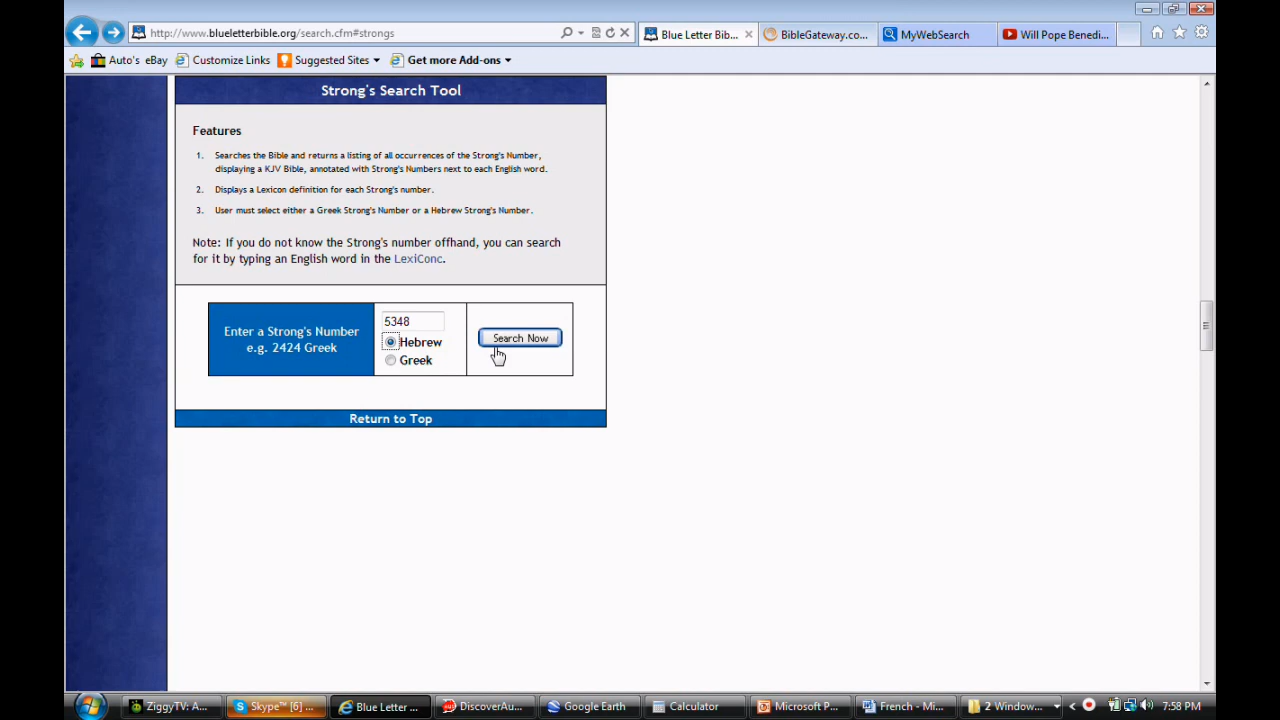 http://www.blueletterbible.org/search.cfm#strongs
Blue Letter Bib...
BibleGateway.co...
MyWebSearch
Will Pope Benedi...
Auto's eBay
Customize Links
Suggested Sites
Get more Add-ons
Strong's Search Tool
Features
1. Searches the Bible and returns a listing of all occurrences of the Strong's Number,
displaying a KJV Bible, annotated with Strong's Numbers next to each English word.
2. Displays a Lexicon definition for each Strong's number.
3. User must select either a Greek Strong's Number or a Hebrew Strong's Number.
Note: If you do not know the Strong's number offhand, you can search
for it by typing an English word in the LexiConc.
Enter a Strong's Number
e.g. 2424 Greek
5348
Hebrew
Greek
Search Now
Return to Top
ZiggyTV: A...
Skype™ [6] ...
Blue Letter ...
DiscoverAu...
Google Earth
Calculator
Microsoft P...
French - Mi...
2 Window...
7:58 PM